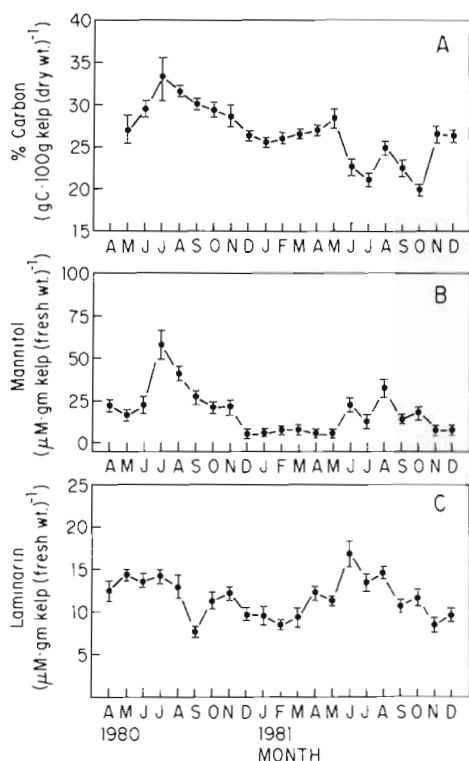 A
% Carbon
(gC·100g kelp (dry wt.)⁻¹
40
35
30
25
20
15
A M J J A S O N D J F M A M J J A S O N D
B
Mannitol
(μM·gm kelp (fresh wt.)⁻¹
100
75
50
25
0
A M J J A S O N D J F M A M J J A S O N D
C
Laminarin
(μM·gm kelp (fresh wt.)⁻¹
25
20
15
10
5
A M J J A S O N D J F M A M J J A S O N D
1980 1981
MONTH